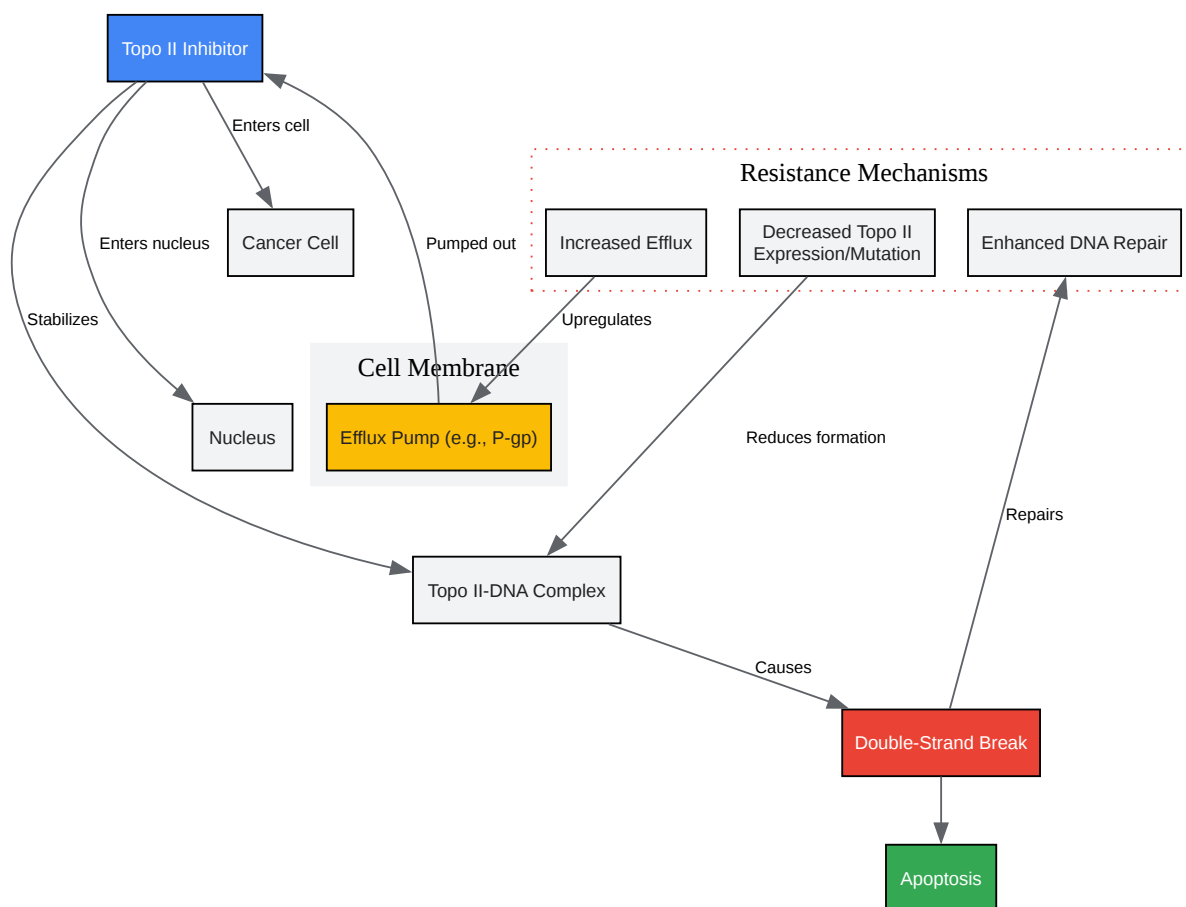 Topo II Inhibitor
Enters cell
Resistance Mechanisms
Cancer Cell
Enters nucleus
Pumped out
Increased Efflux
Decreased Topo II
Expression/Mutation
Enhanced DNA Repair
Stabilizes
Upregulates
Cell Membrane
Nucleus
Efflux Pump (e.g., P-gp)
Reduces formation
Repairs
Topo II-DNA Complex
Causes
Double-Strand Break
Apoptosis